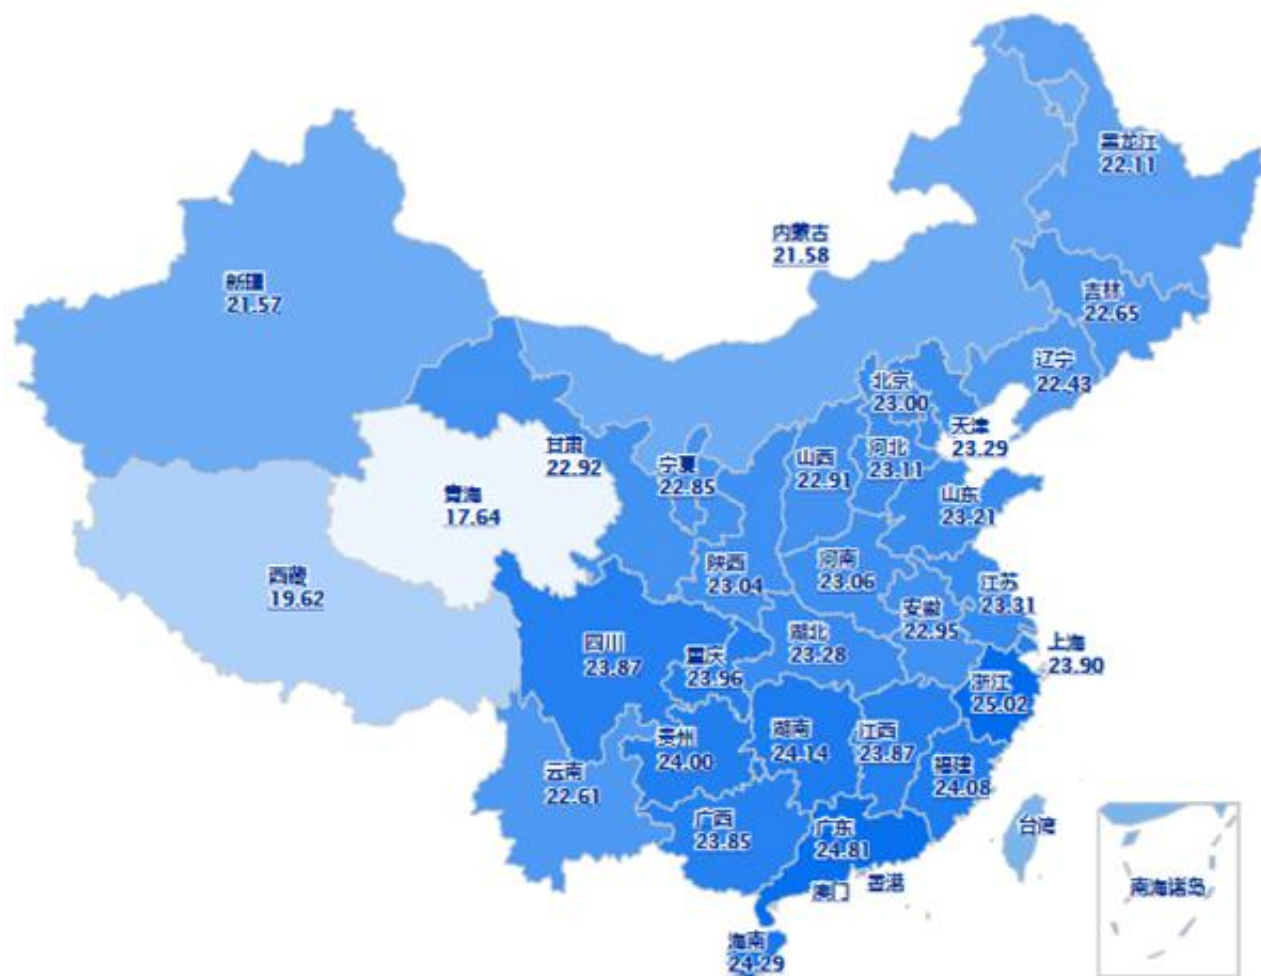 黑龙江
22.11
内蒙古
21.58
新疆
21.57
吉林
22.65
辽宁
22.43
北京
23.00
天津
23.29
甘肃
22.92
宁夏
22.85
山西
22.91
河北
23.11
青海
17.64
山东
23.21
西藏
19.62
陕西
23.04
河南
23.06
江苏
23.31
安徽
22.95
四川
23.87
重庆
23.96
湖北
23.28
上海
23.90
浙江
25.02
贵州
24.00
湖南
24.14
江西
23.87
福建
24.08
云南
22.61
广西
23.85
广东
24.81
台湾
澳门
香港
南海诸岛
海南
24.29